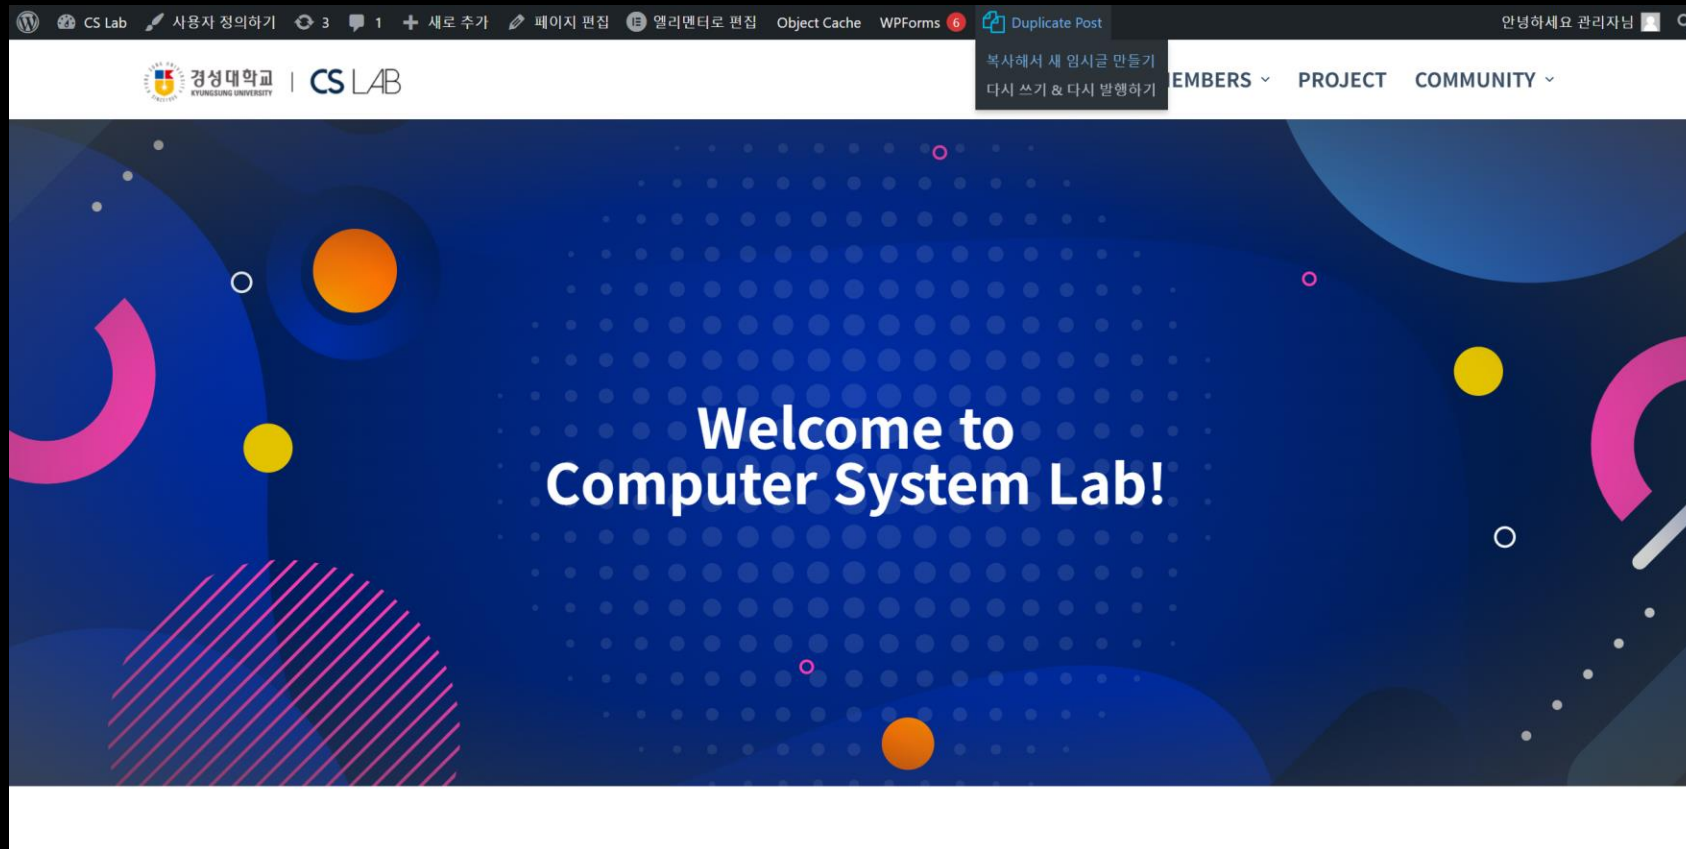 CS Lab 사용자 정의하기 3 1 새로 추가 페이지 편집 엘리멘터로 편집 Object Cache WPForms 6 Duplicate Post 안녕하세요 관리자님
복사해서 새 임시글 만들기
다시 쓰기 & 다시 발행하기
경성대학교 | CS LAB
KYUNGSUNG UNIVERSITY
EMBERS PROJECT COMMUNITY
Welcome to
Computer System Lab!